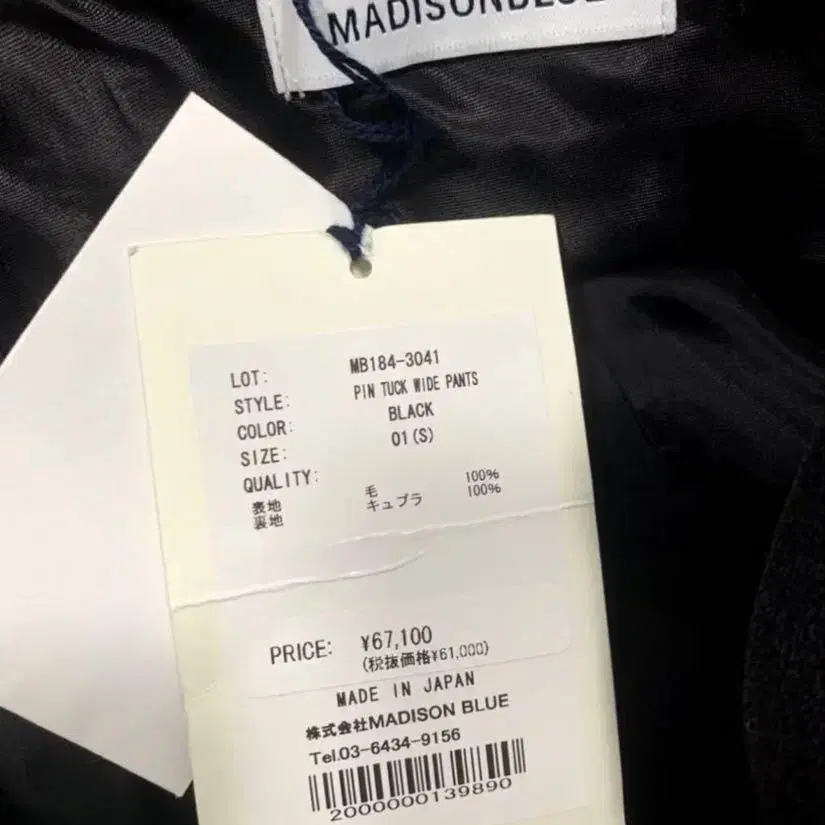 MADISONBLUE
LOT: MB184-3041
STYLE: PIN TUCK WIDE PANTS
COLOR: BLACK
SIZE: 01(S)
QUALITY:
表地 毛 100%
裏地 キュプラ 100%
PRICE: ¥67,100
(税抜価格¥61,000)
MADE IN JAPAN
株式会社MADISON BLUE
Tel.03-6434-9156
2000000139890